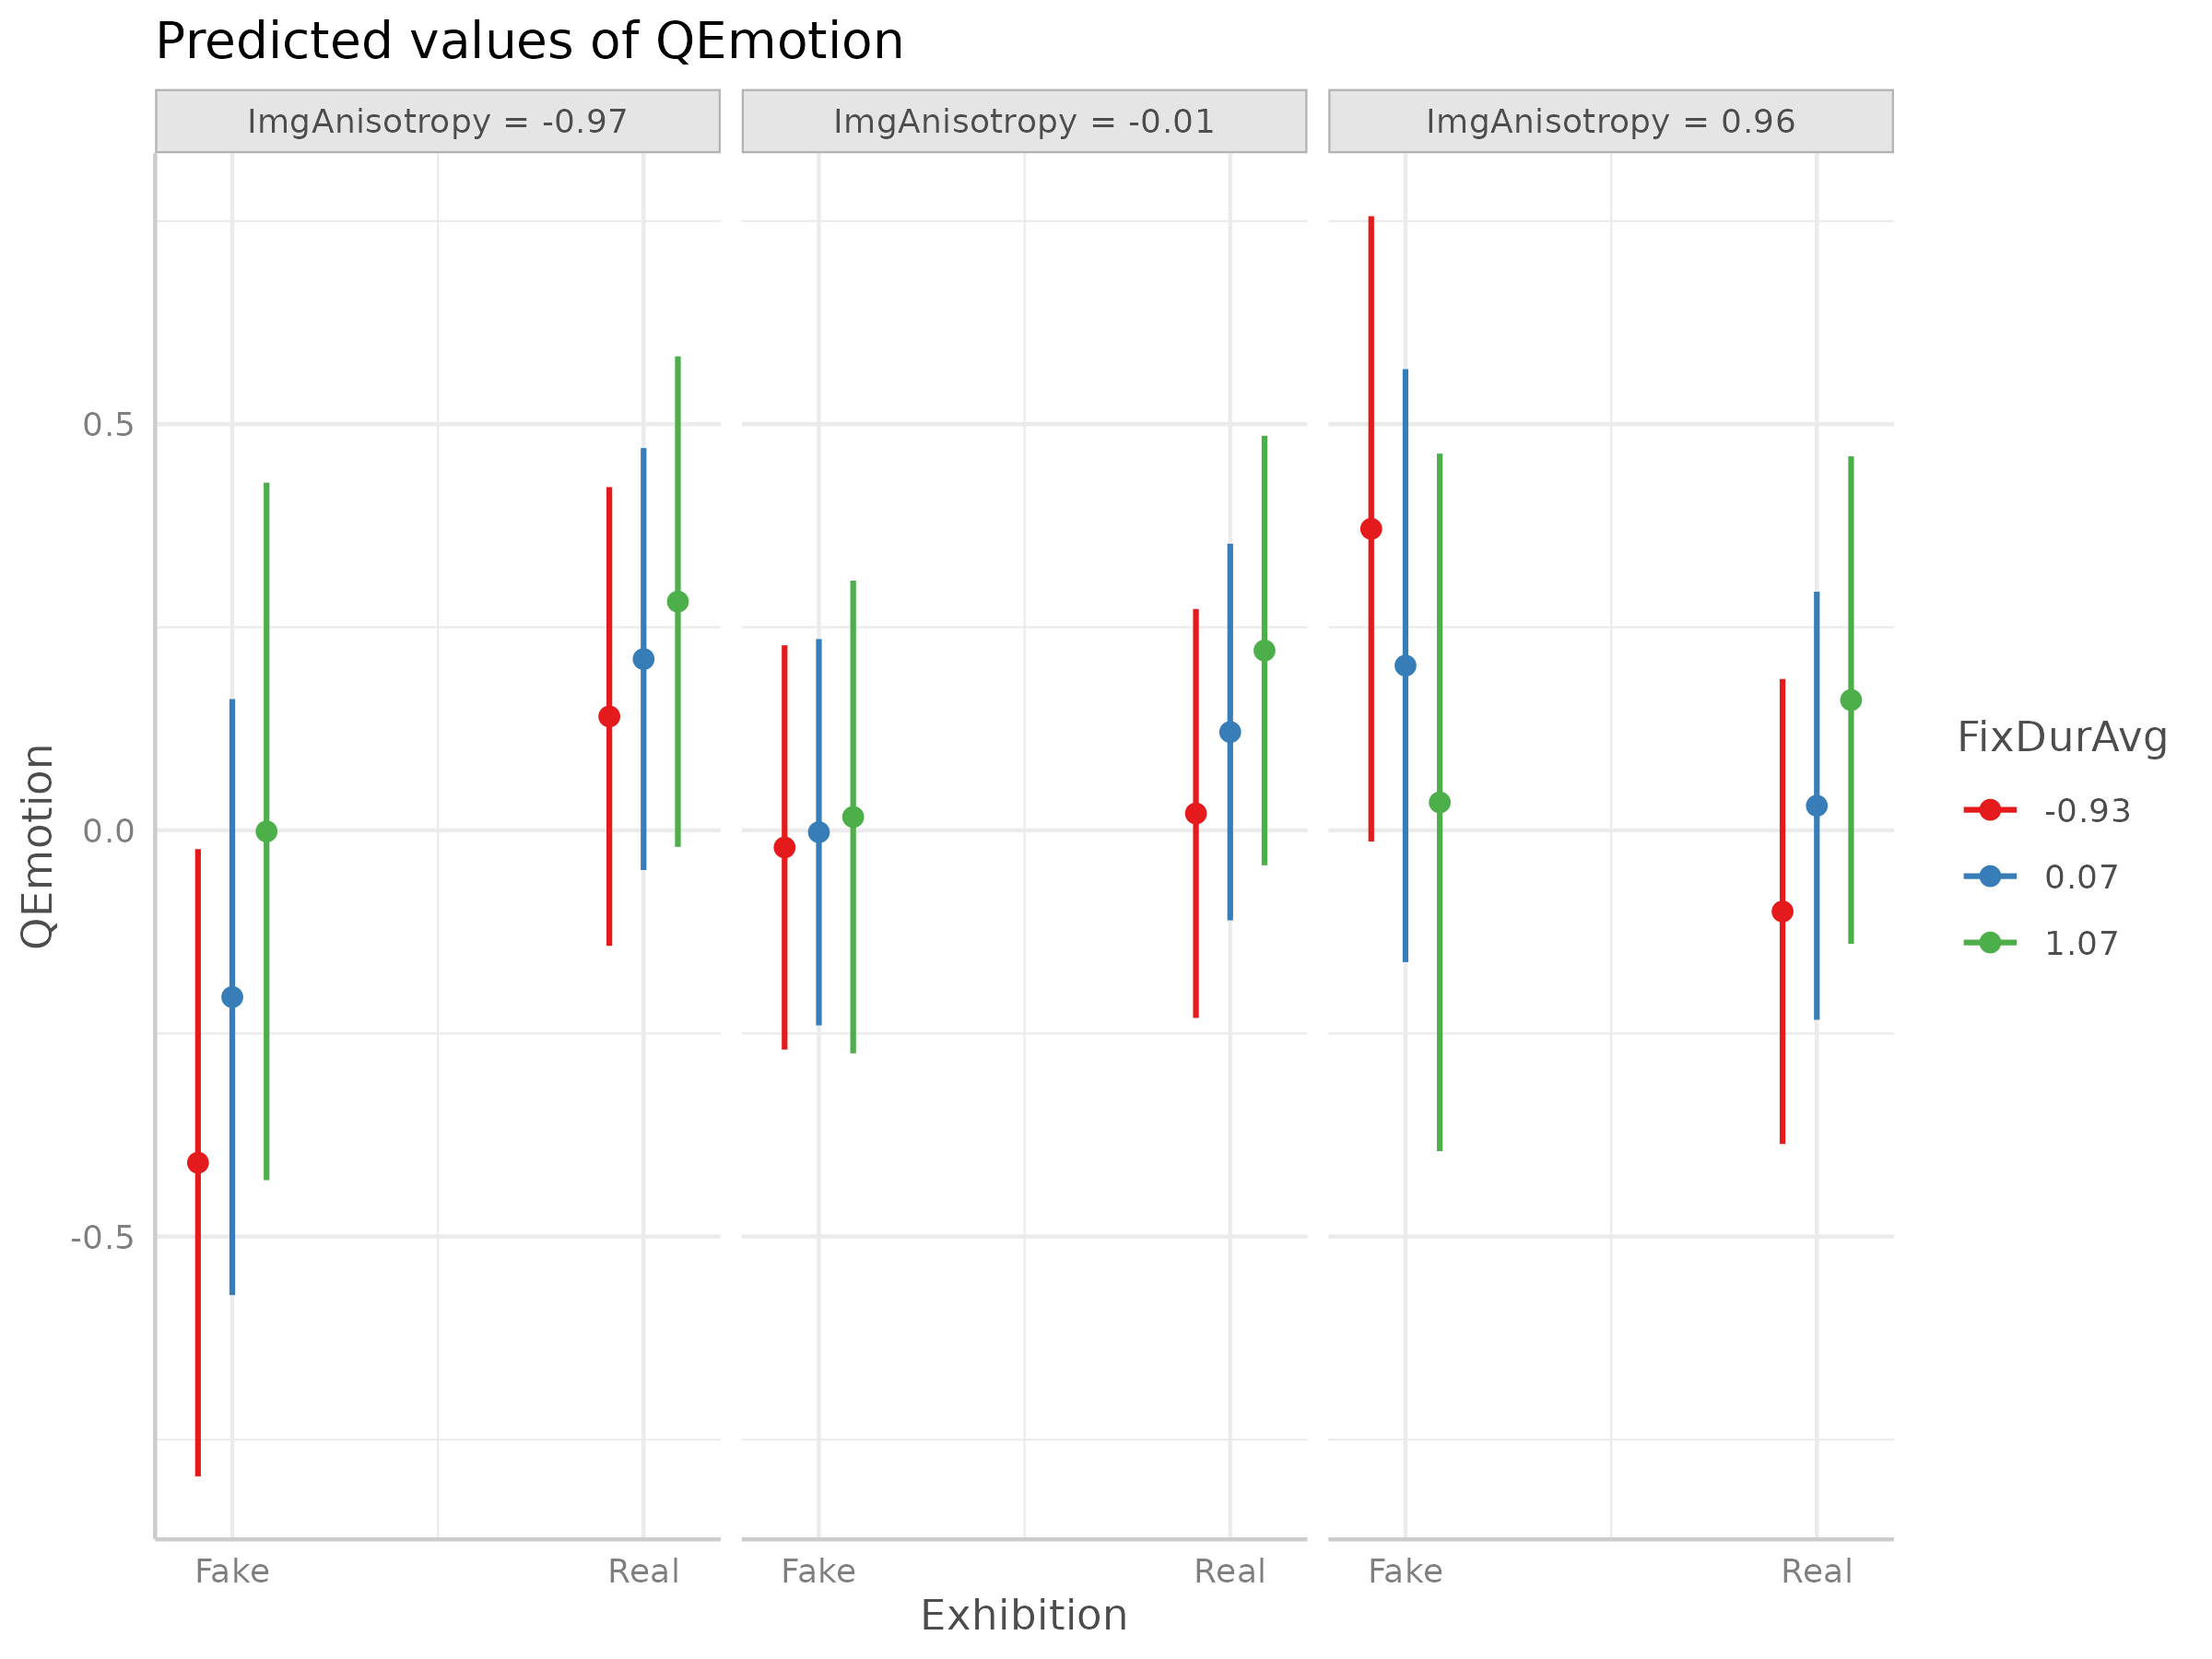 Predicted values of QEmotion
ImgAnisotropy = -0.97
ImgAnisotropy = -0.01
ImgAnisotropy = 0.96
0.5
0.0
-0.5
QEmotion
Fake
Real
Fake
Real
Fake
Real
Exhibition
FixDurAvg
-0.93
0.07
1.07